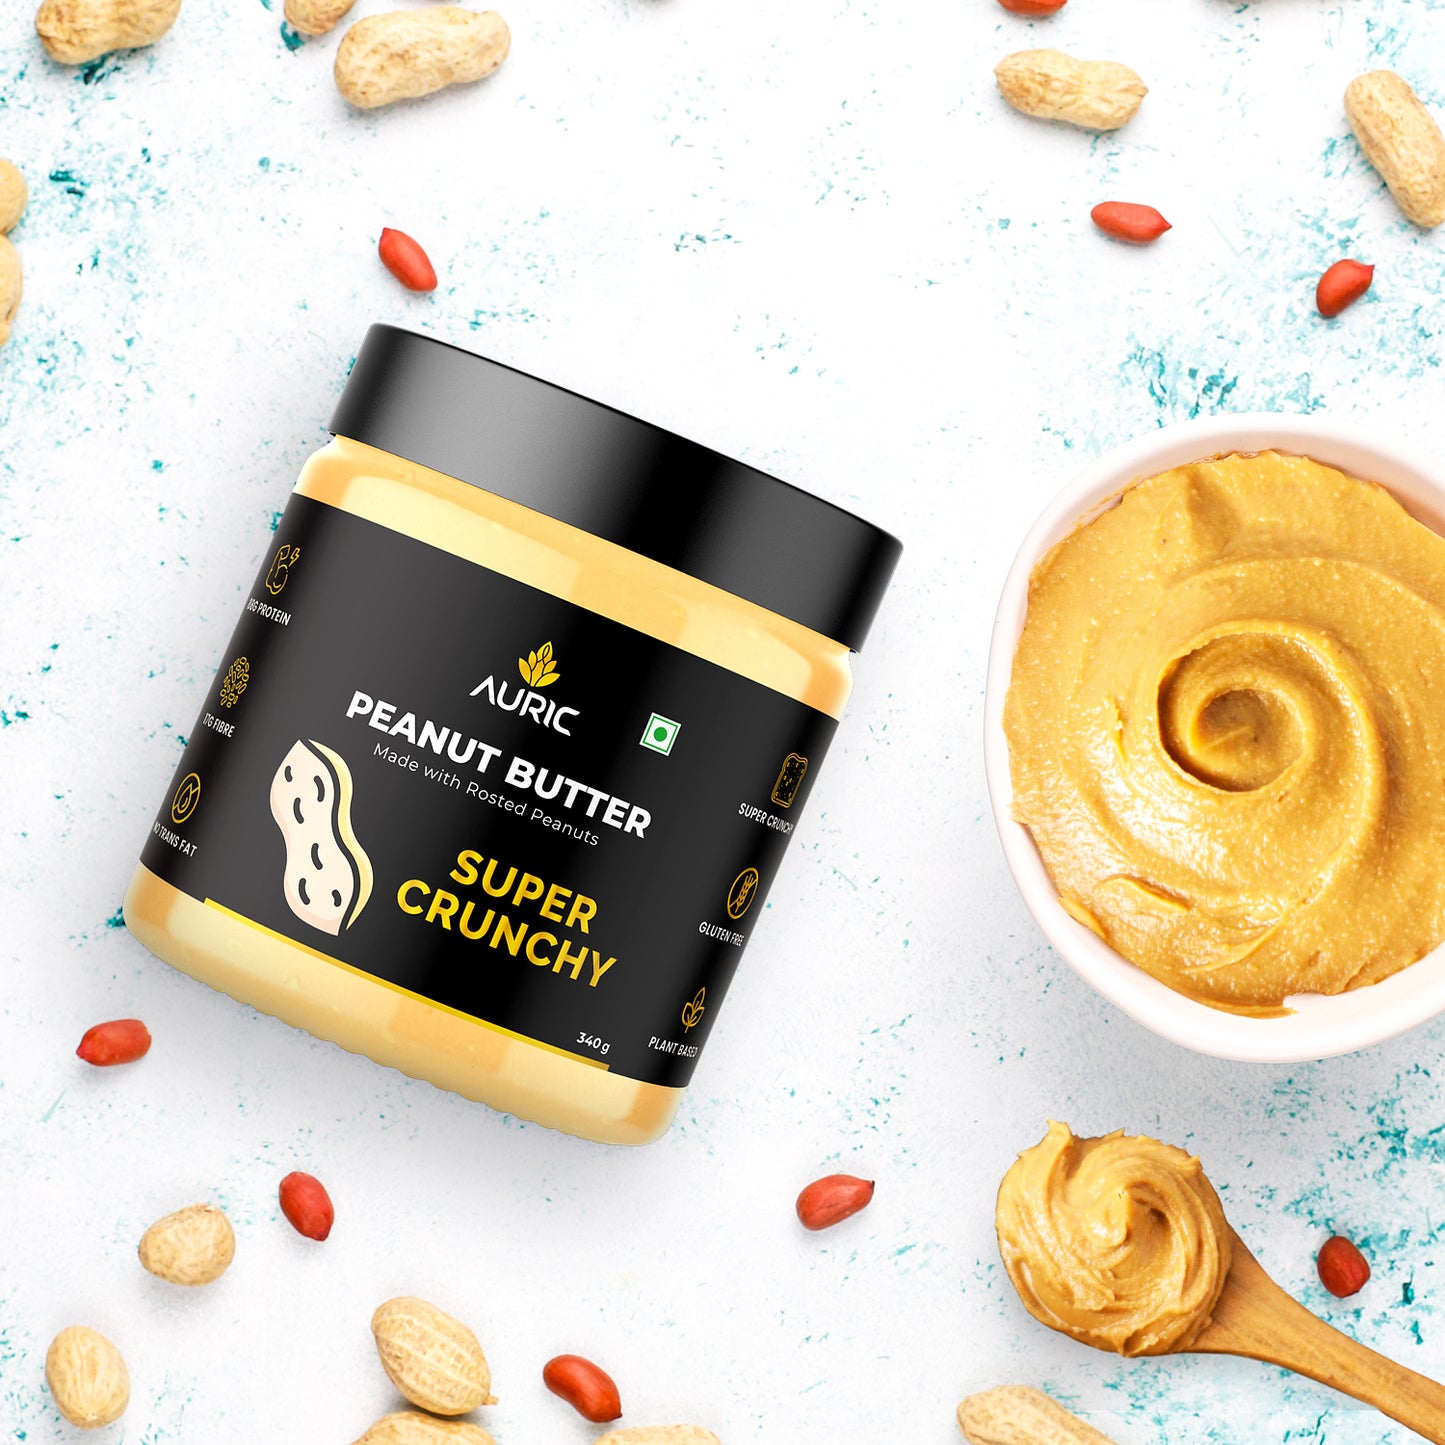 AURIC
PEANUT BUTTER
Made with Rosted Peanuts
SUPER
CRUNCHY
340g
PROTEIN
17G FIBRE
NO TRANS FAT
SUPER CRUNCHY
GLUTEN FREE
PLANT BASED